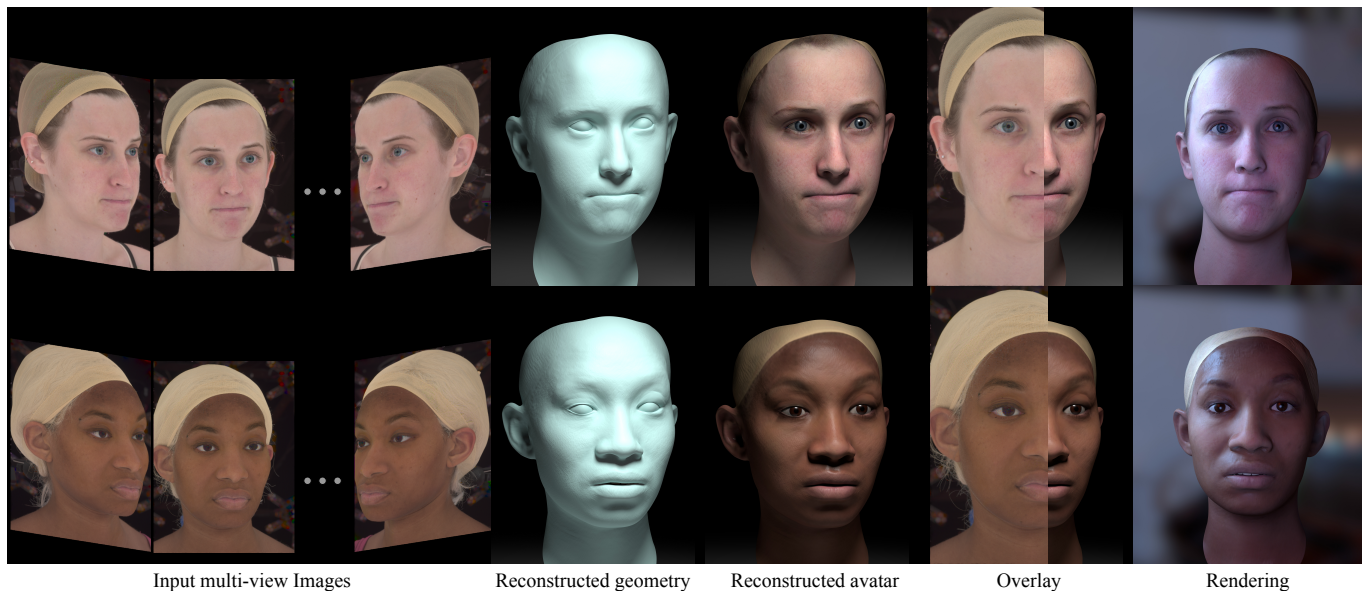 Input multi-view Images
Reconstructed geometry
Reconstructed avatar
Overlay
Rendering